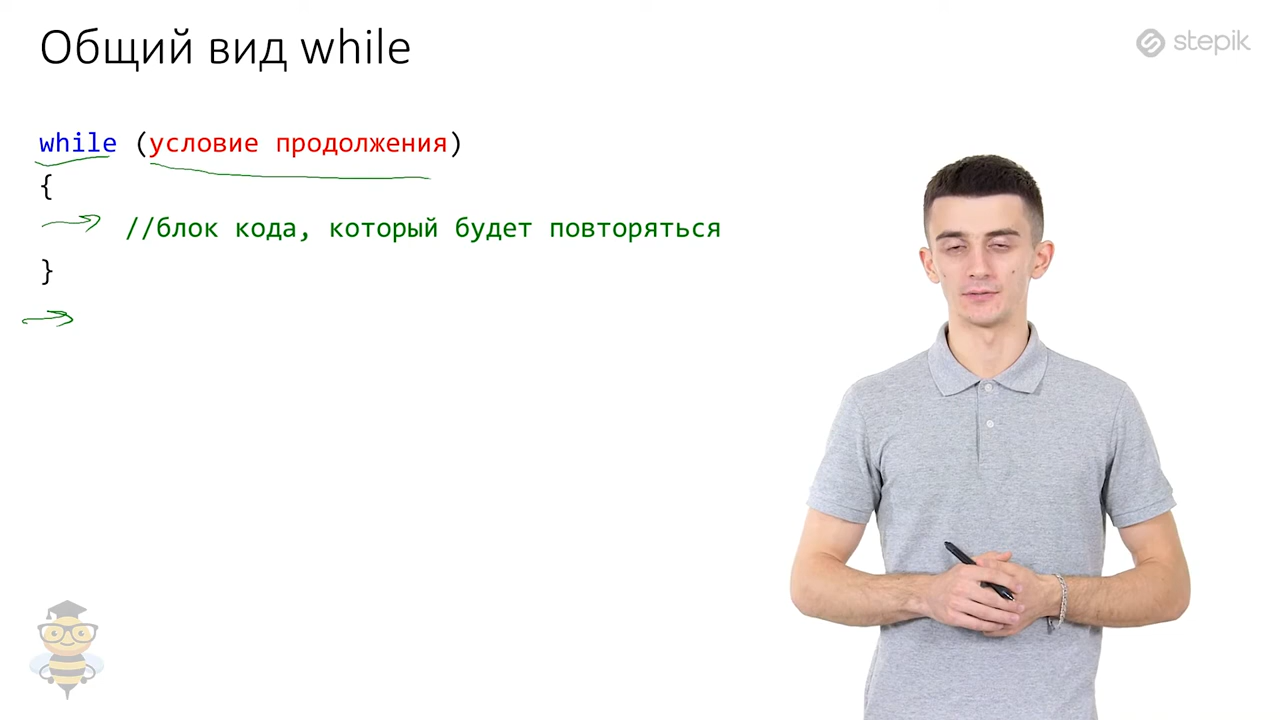 Общий вид while
stepik
while (условие продолжения)
{
//блок кода, который будет повторяться
}